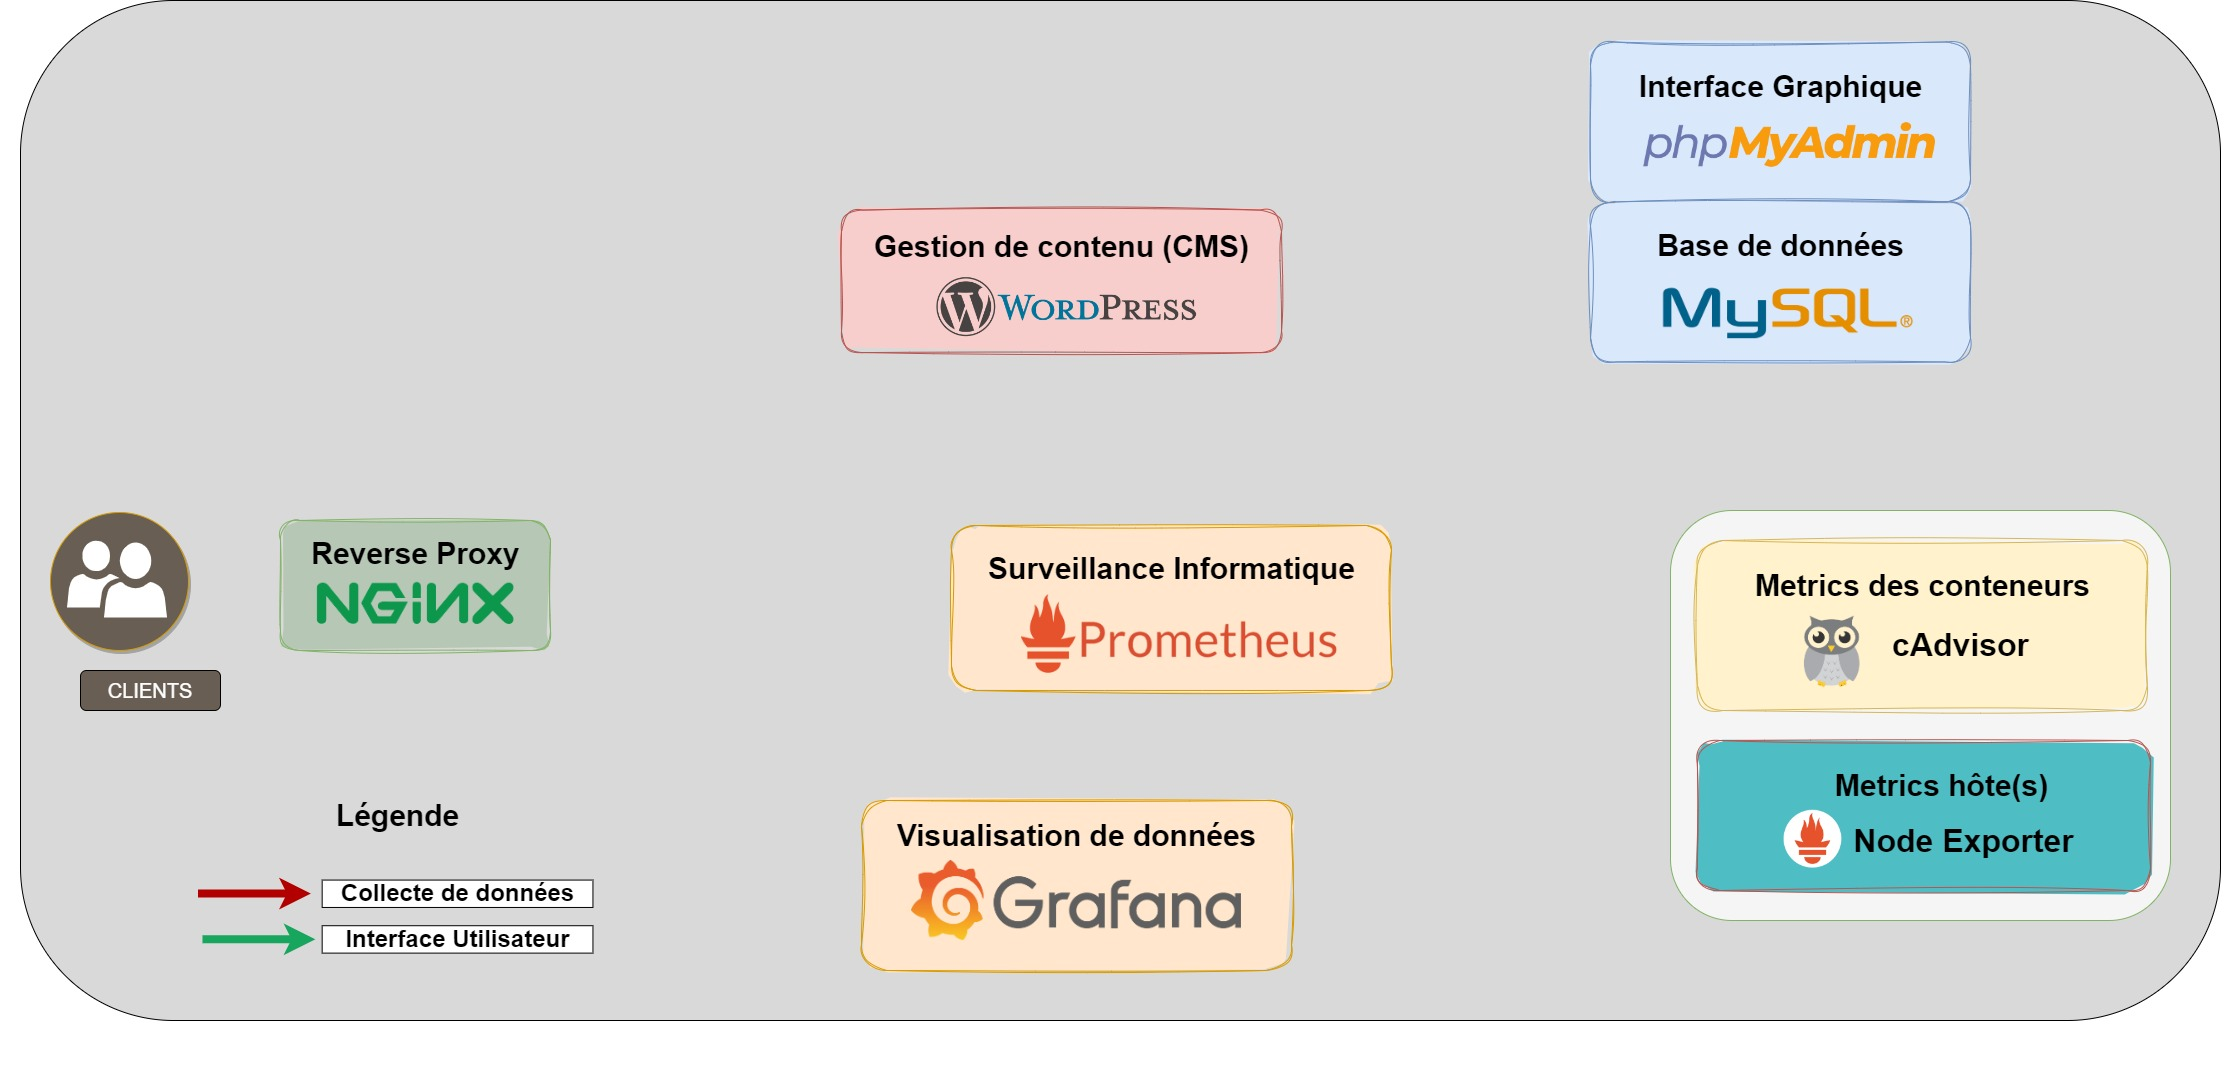 Interface Graphique
phpMyAdmin
Gestion de contenu (CMS)
WORDPRESS
Base de données
MySQL®
Reverse Proxy
NGINX
CLIENTS
Surveillance Informatique
Prometheus
Metrics des conteneurs
cAdvisor
Metrics hôte(s)
Node Exporter
Visualisation de données
Grafana
Légende
Collecte de données
Interface Utilisateur